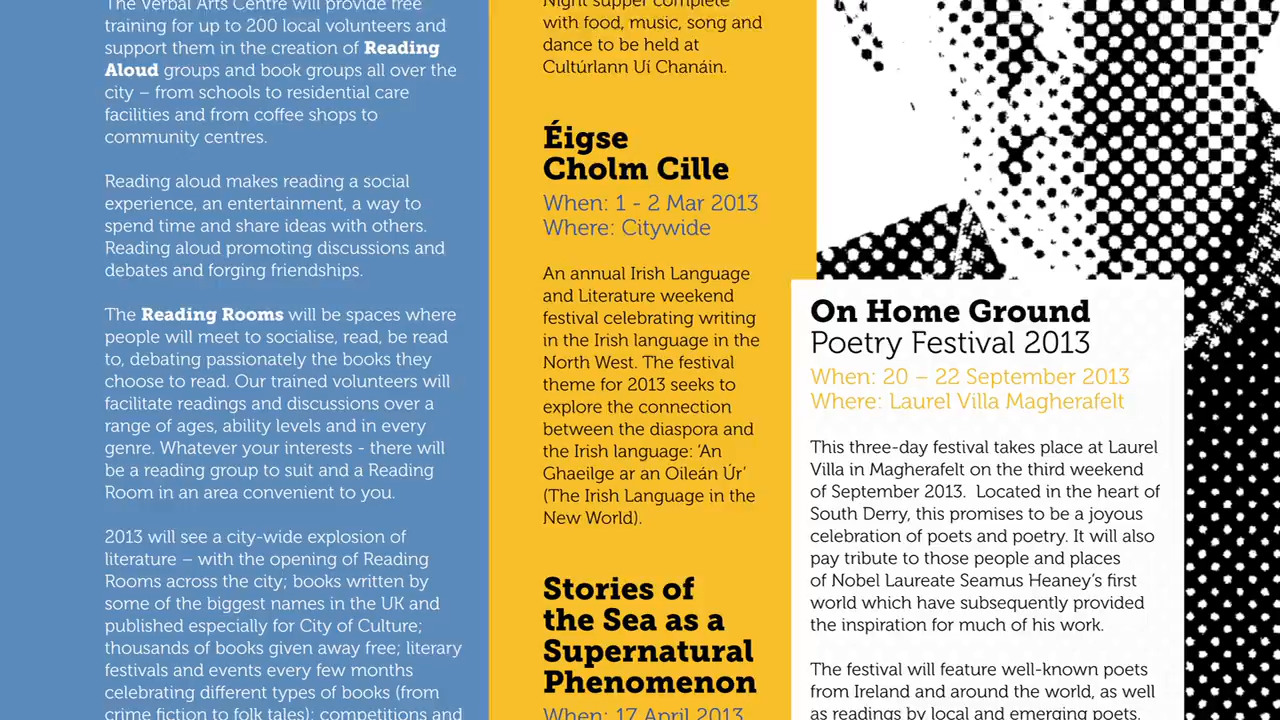 The Verbal Arts Centre will provide free
training for up to 200 local volunteers and
support them in the creation of Reading
Aloud groups and book groups all over the
city – from schools to residential care
facilities and from coffee shops to
community centres.
Reading aloud makes reading a social
experience, an entertainment, a way to
spend time and share ideas with others.
Reading aloud promoting discussions and
debates and forging friendships.
The Reading Rooms will be spaces where
people will meet to socialise, read, be read
to, debating passionately the books they
choose to read. Our trained volunteers will
facilitate readings and discussions over a
range of ages, ability levels and in every
genre. Whatever your interests - there will
be a reading group to suit and a Reading
Room in an area convenient to you.
2013 will see a city-wide explosion of
literature – with the opening of Reading
Rooms across the city; books written by
some of the biggest names in the UK and
published especially for City of Culture;
thousands of books given away free; literary
festivals and events every few months
celebrating different types of books (from
crime fiction to folk tales); competitions and
Night supper complete
with food, music, song and
dance to be held at
Cultúrlann Uí Chanáin.
Éigse
Cholm Cille
When: 1 - 2 Mar 2013
Where: Citywide
An annual Irish Language
and Literature weekend
festival celebrating writing
in the Irish language in the
North West. The festival
theme for 2013 seeks to
explore the connection
between the diaspora and
the Irish language: ‘An
Ghaeilge ar an Oileán Úr’
(The Irish Language in the
New World).
Stories of
the Sea as a
Supernatural
Phenomenon
When: 17 April 2013
On Home Ground
Poetry Festival 2013
When: 20 – 22 September 2013
Where: Laurel Villa Magherafelt
This three-day festival takes place at Laurel
Villa in Magherafelt on the third weekend
of September 2013. Located in the heart of
South Derry, this promises to be a joyous
celebration of poets and poetry. It will also
pay tribute to those people and places
of Nobel Laureate Seamus Heaney’s first
world which have subsequently provided
the inspiration for much of his work.
The festival will feature well-known poets
from Ireland and around the world, as well
as readings by local and emerging poets.